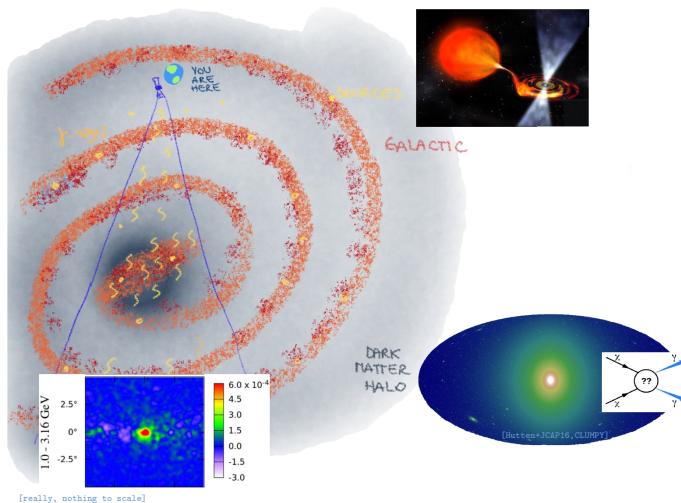 YOU
ARE
HERE
SOURCES
γ-rays
GALACTIC
DARK
MATTER
HALO
χ
γ
??
χ
γ
[Hutten+JCAP16,CLUMPY]
1.0 - 3.16 GeV
2.5°
0°
-2.5°
6.0 x 10⁻⁴
4.5
3.0
1.5
0.0
-1.5
-3.0
[really, nothing to scale]